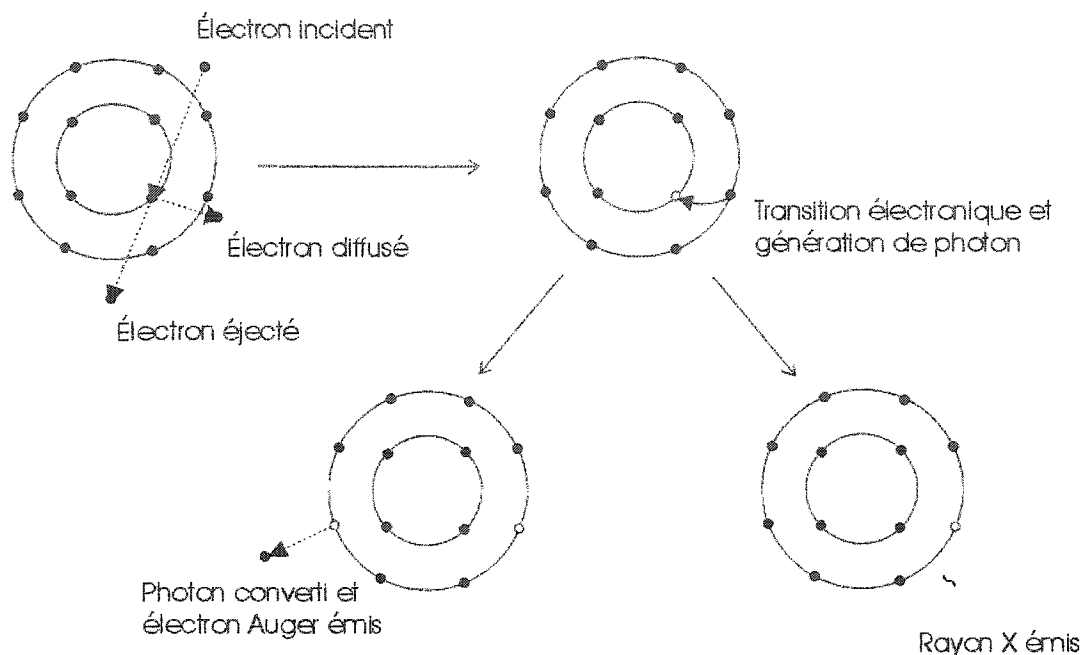 Électron incident
Électron diffusé
Électron éjecté
Transition électronique et
génération de photon
Photon converti et
électron Auger émis
Rayon X émis